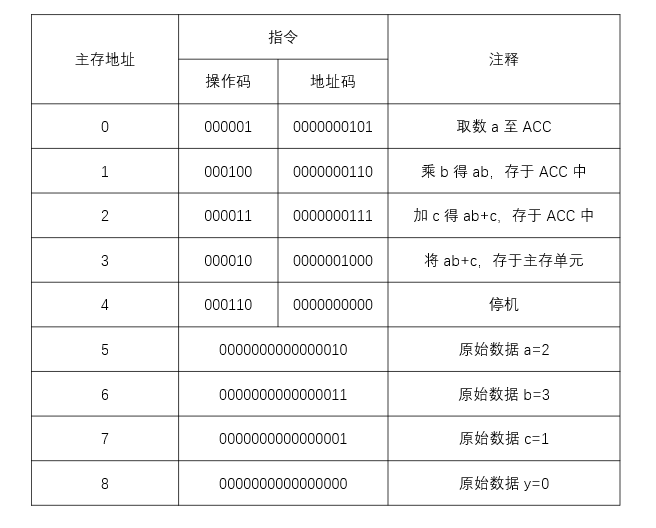 主存地址 指令 注释
操作码 地址码
0 000001 0000000101 取数 a 至 ACC
1 000100 0000000110 乘 b 得 ab，存于 ACC 中
2 000011 0000000111 加 c 得 ab+c，存于 ACC 中
3 000010 0000001000 将 ab+c，存于主存单元
4 000110 0000000000 停机
5 0000000000000010 原始数据 a=2
6 0000000000000011 原始数据 b=3
7 0000000000000001 原始数据 c=1
8 0000000000000000 原始数据 y=0